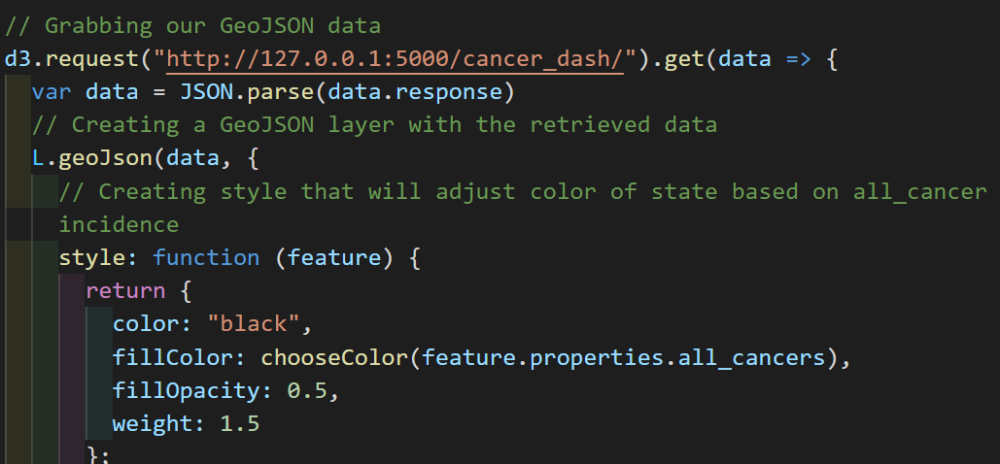 // Grabbing our GeoJSON data
d3.request("http://127.0.0.1:5000/cancer_dash/").get(data => {
var data = JSON.parse(data.response)
// Creating a GeoJSON layer with the retrieved data
L.geoJson(data, {
// Creating style that will adjust color of state based on all_cancer
incidence
style: function (feature) {
return {
color: "black",
fillColor: chooseColor(feature.properties.all_cancers),
fillOpacity: 0.5,
weight: 1.5
};